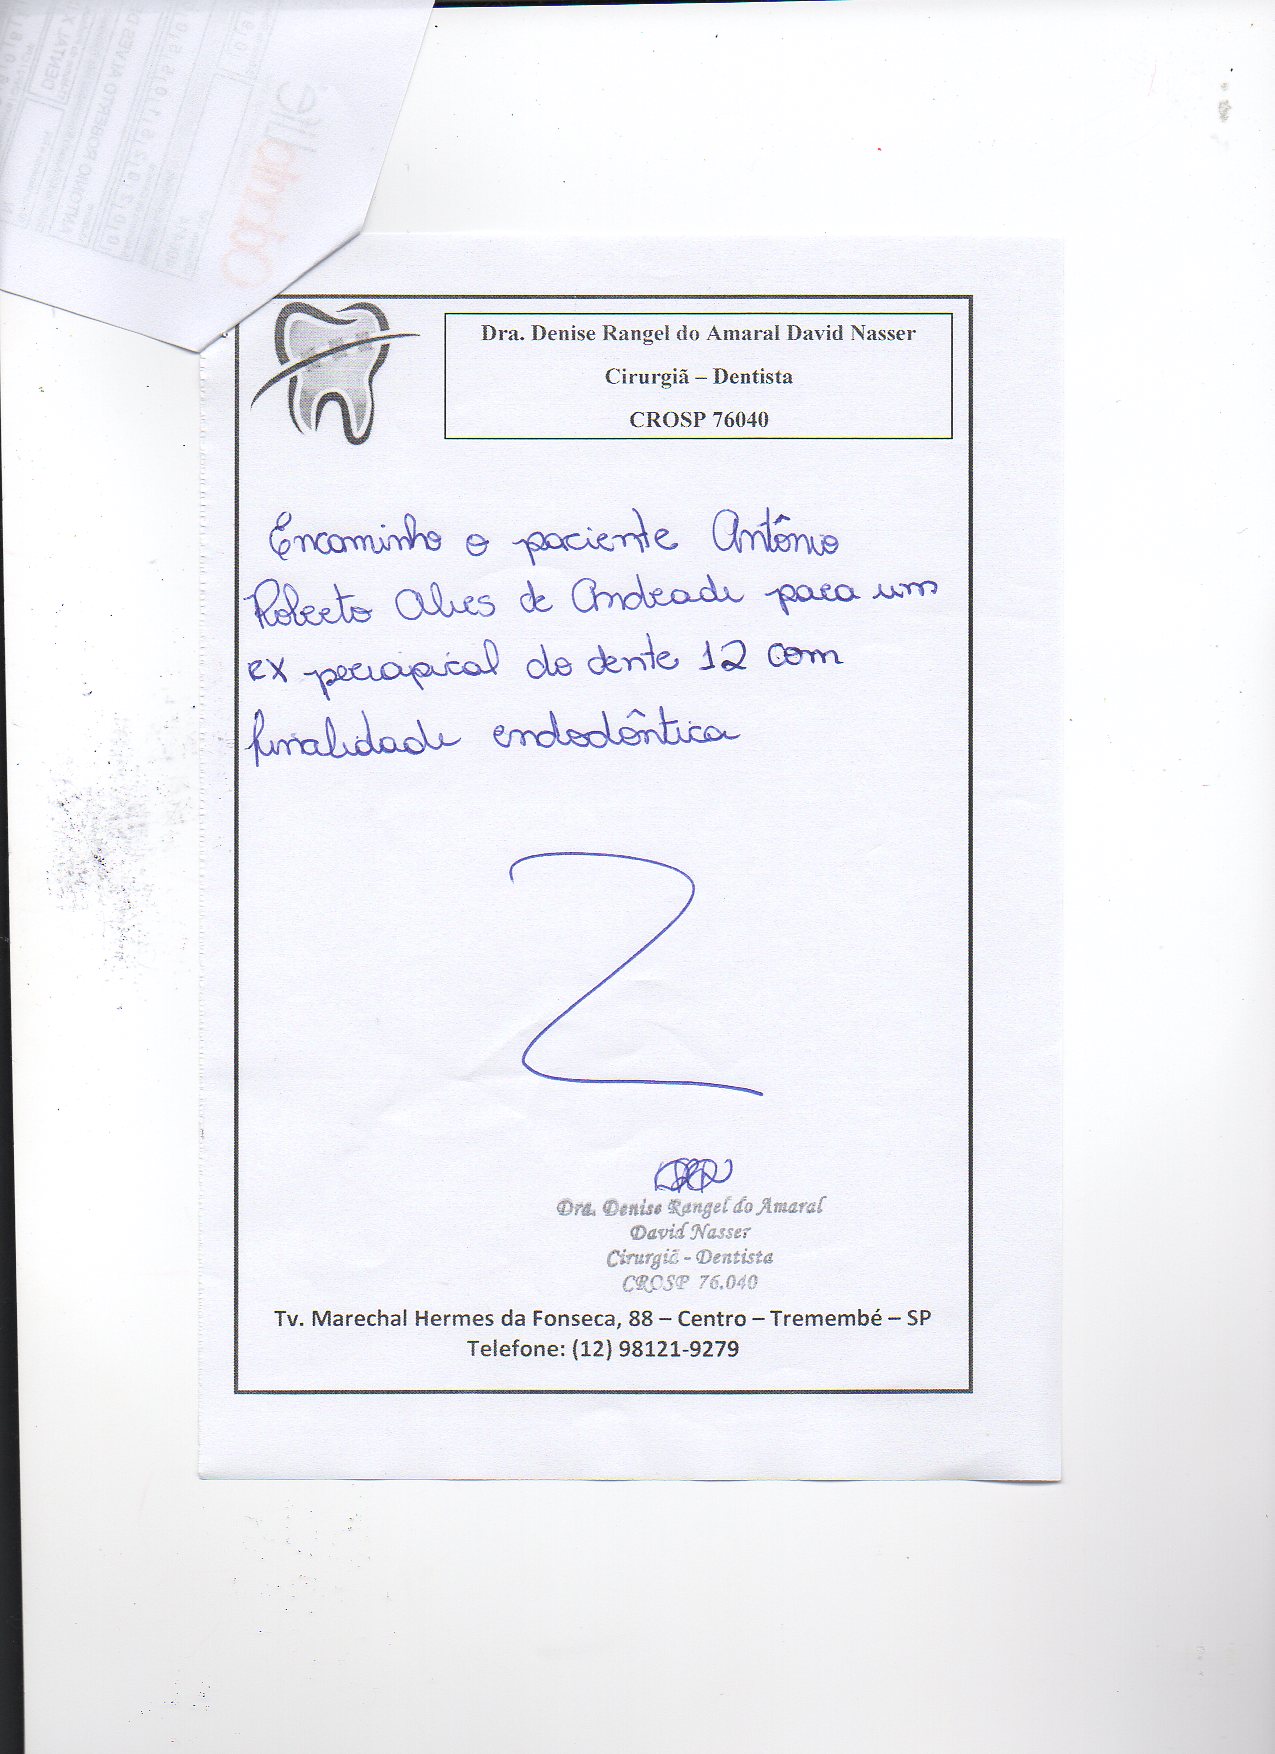 Dra. Denise Rangel do Amaral David Nasser
Cirurgiã – Dentista
CROSP 76040
Encaminho o paciente Antônio
Roberto Alves de Andrade para um
rx periapical do dente 12 com
finalidade endodôntica
Dra. Denise Rangel do Amaral
David Nasser
Cirurgiã - Dentista
CROSP 76.040
Tv. Marechal Hermes da Fonseca, 88 – Centro – Tremembé – SP
Telefone: (12) 98121-9279